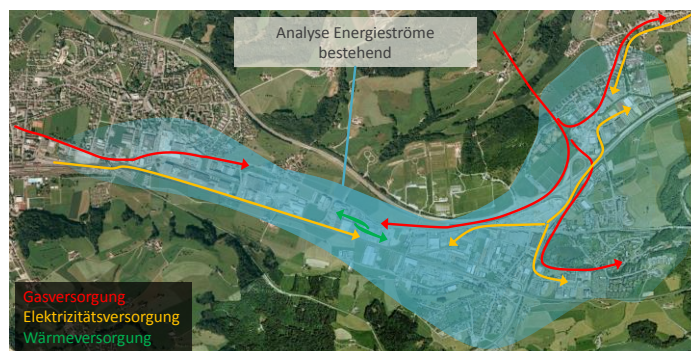 Analyse Energieströme
bestehend
Gasversorgung
Elektrizitätsversorgung
Wärmeversorgung